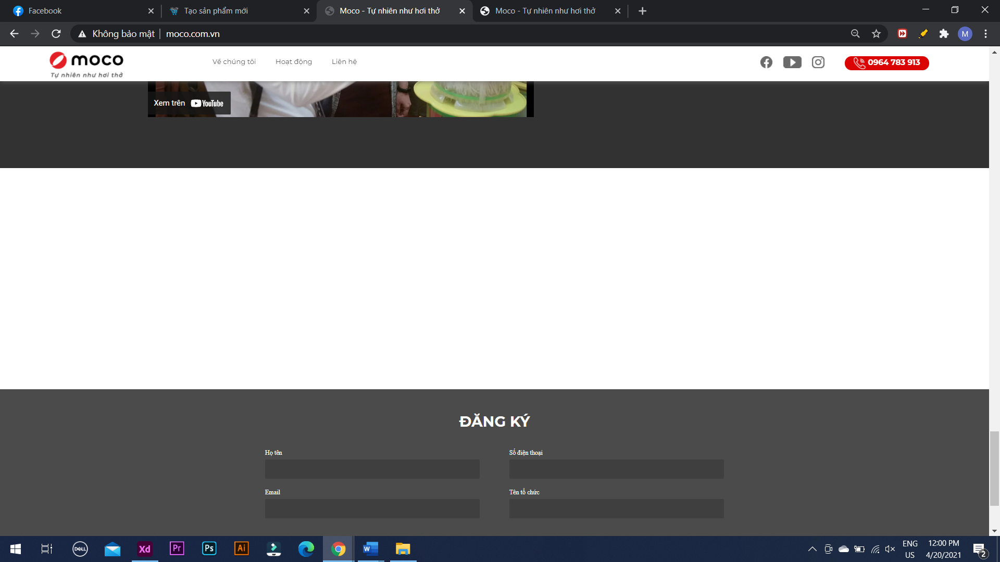 Facebook
Tạo sản phẩm mới
Moco - Tự nhiên như hơi thở
Moco - Tự nhiên như hơi thở
Không bảo mật
moco.com.vn
M
moco
Tự nhiên như hơi thở
Về chúng tôi
Hoạt động
Liên hệ
0964 783 913
Xem trên YouTube
ĐĂNG KÝ
Họ tên
Số điện thoại
Email
Tên tổ chức
DELL
Xd
Pr
Ps
Ai
W
ENG
US
12:00 PM
4/20/2021
2